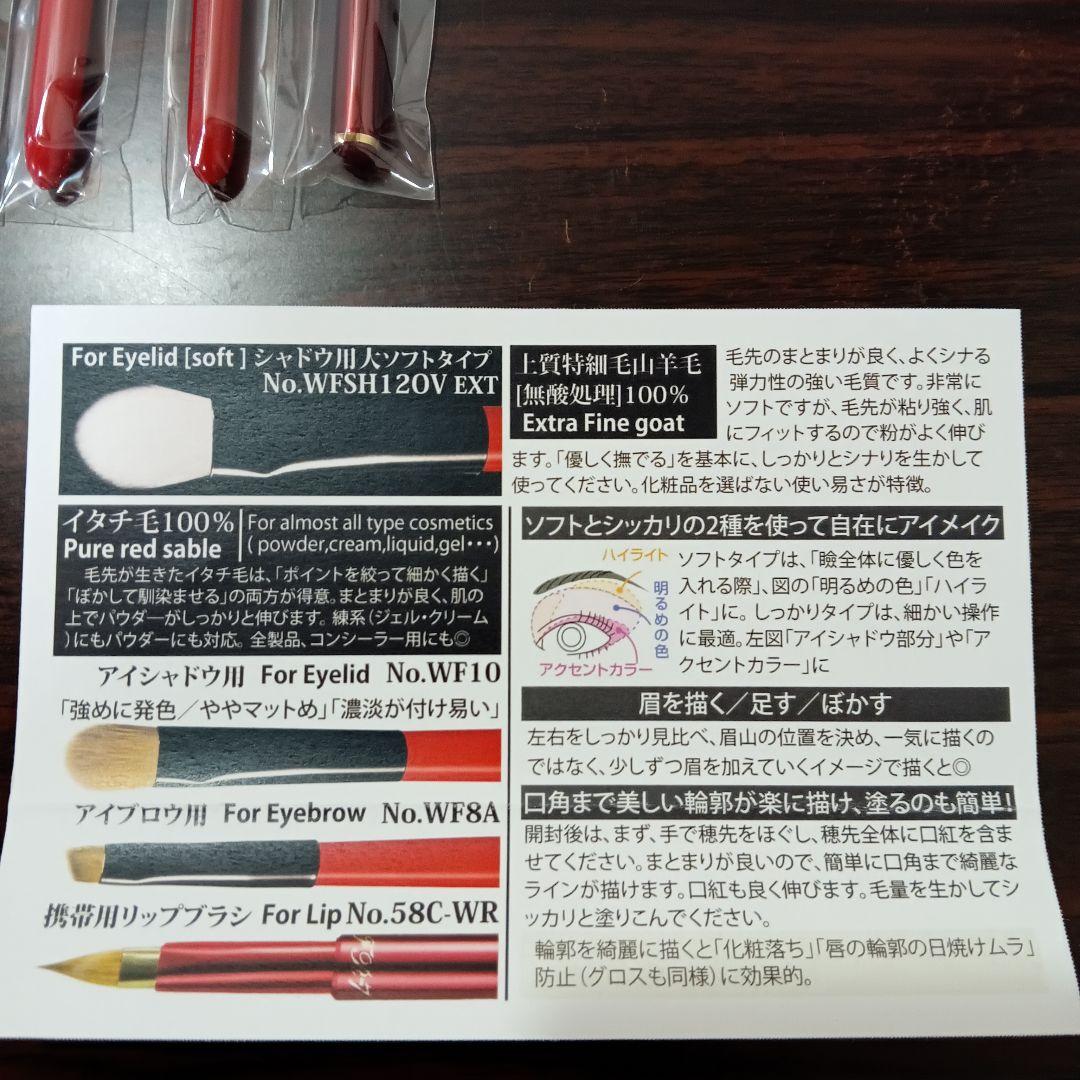 For Eyelid [soft] シャドウ用大ソフトタイプ
No.WFSH12OV EXT
上質特細毛山羊毛
[無酸処理]100%
Extra Fine goat
毛先のまとまりが良く、よくシナる
弾力性の強い毛質です。非常に
ソフトですが、毛先が粘り強く、肌
にフィットするので粉がよく伸び
ます。「優しく撫でる」を基本に、しっかりとシナリを生かして
使ってください。化粧品を選ばない使い易さが特徴。
イタチ毛100%
Pure red sable
For almost all type cosmetics
(powder,cream,liquid,gel・・・)
毛先が生きたイタチ毛は、「ポイントを絞って細かく描く」
「ぼかして馴染ませる」の両方が得意。まとまりが良く、肌の
上でパウダーがしっかりと伸びます。練系(ジェル・クリーム
)にもパウダーにも対応。全製品、コンシーラー用にも◎
アイシャドウ用 For Eyelid No.WF10
「強めに発色/ややマットめ」「濃淡が付け易い」
アイブロウ用 For Eyebrow No.WF8A
携帯用リップブラシ For Lip No.58C-WR
ソフトとシッカリの2種を使って自在にアイメイク
ハイライト
明るめの色
アクセントカラー
ソフトタイプは、「瞼全体に優しく色を
入れる際」、図の「明るめの色」「ハイラ
イト」に。しっかりタイプは、細かい操作
に最適。左図「アイシャドウ部分」や「ア
クセントカラー」に
眉を描く/足す/ぼかす
左右をしっかり見比べ、眉山の位置を決め、一気に描くの
ではなく、少しずつ眉を加えていくイメージで描くと◎
口角まで美しい輪郭が楽に描け、塗るのも簡単!
開封後は、まず、手で穂先をほぐし、穂先全体に口紅を含ま
せてください。まとまりが良いので、簡単に口角まで綺麗な
ラインが描けます。口紅も良く伸びます。毛量を生かしてシ
ッカリと塗りこんでください。
輪郭を綺麗に描くと「化粧落ち」「唇の輪郭の日焼けムラ」
防止(グロスも同様)に効果的。